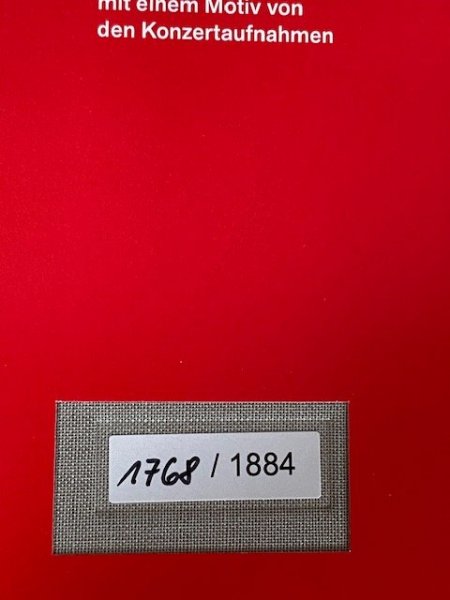 mit einem Motiv von
den Konzertaufnahmen
1768 / 1884